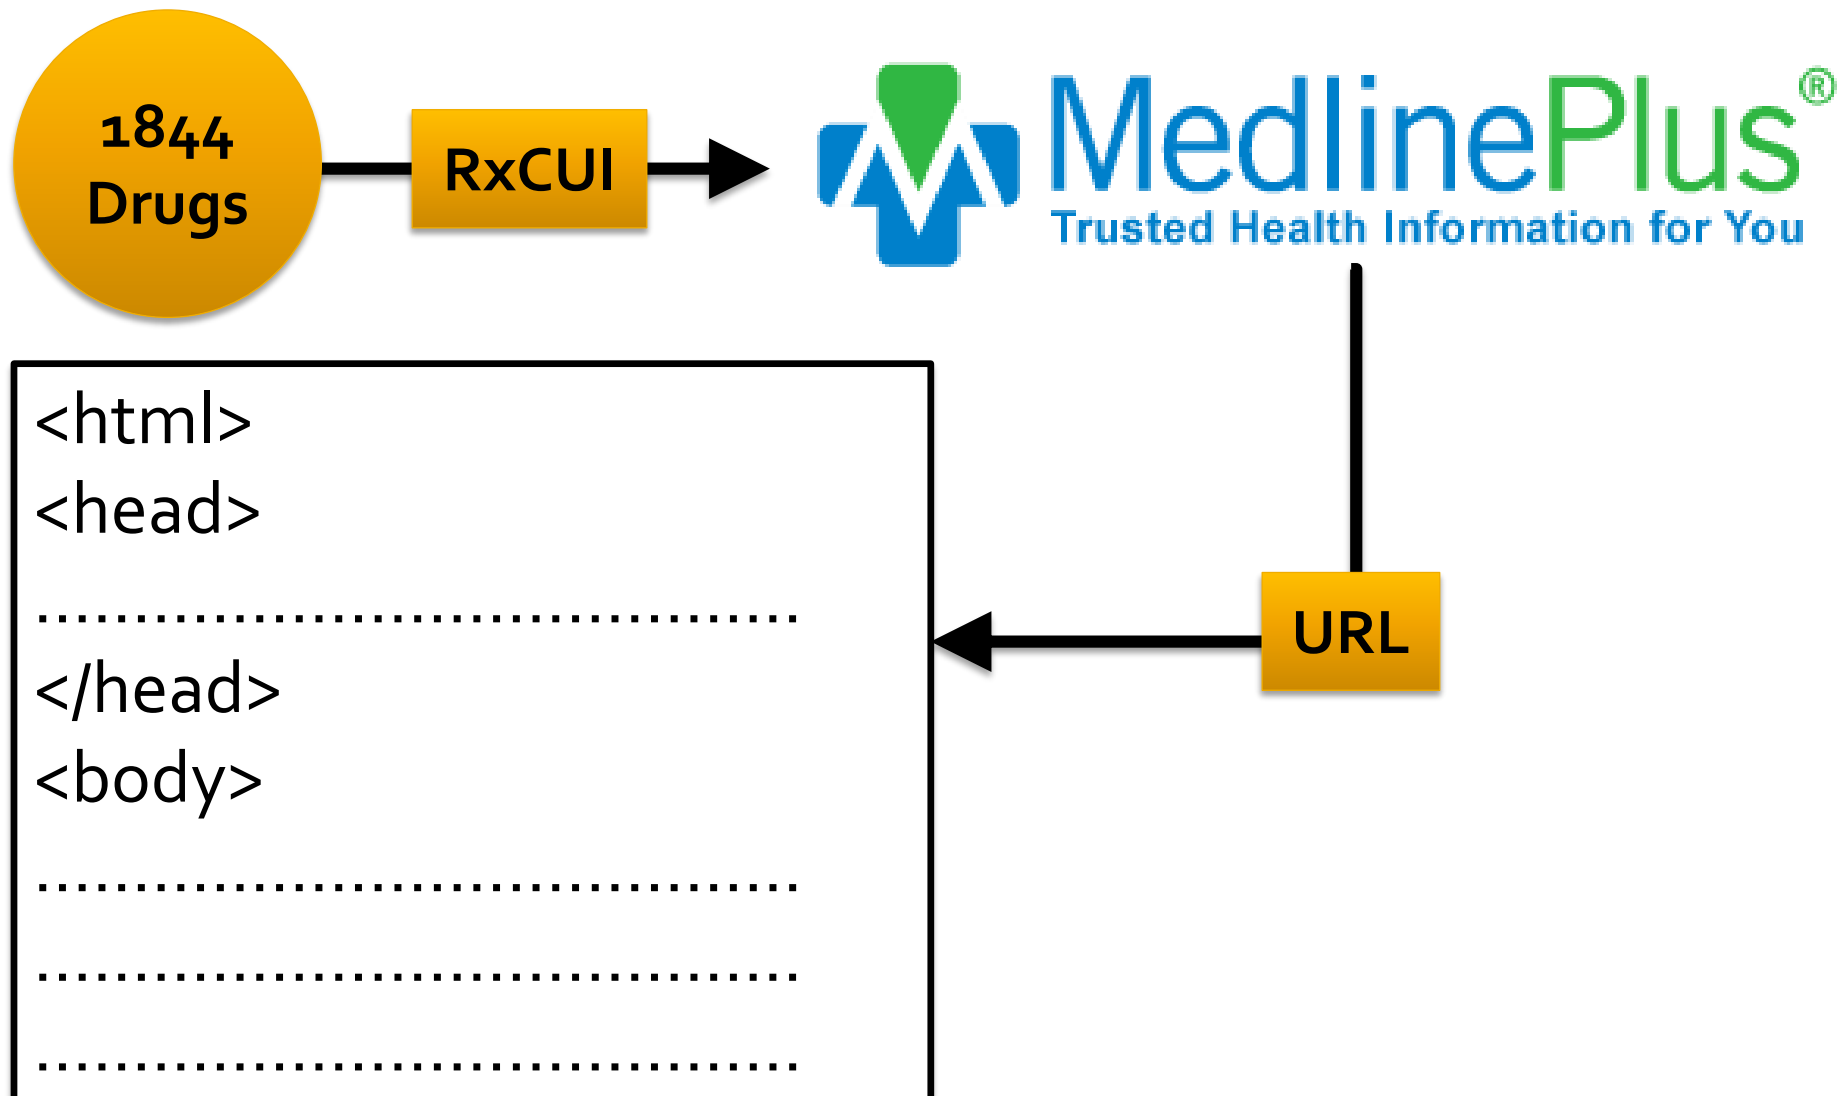 1844
Drugs
RxCUI
MedlinePlus®
Trusted Health Information for You
<html>
<head>
.......................................
</head>
<body>
.......................................
.......................................
.......................................
URL